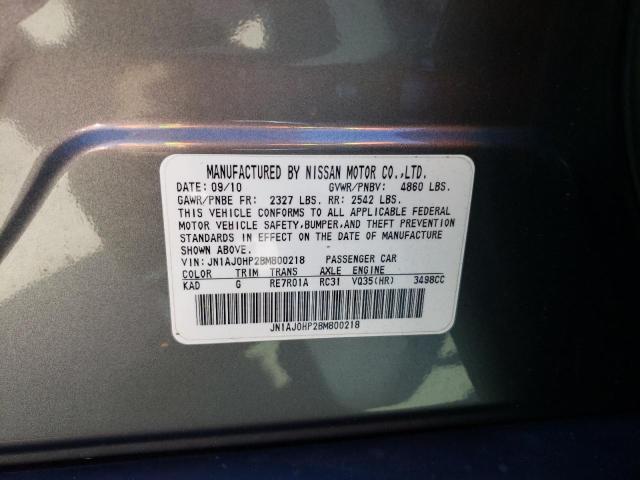 MANUFACTURED BY NISSAN MOTOR CO.,LTD.
DATE: 09/10 GVWR/PNBV: 4860 LBS.
GAWR/PNBE FR: 2327 LBS. RR: 2542 LBS.
THIS VEHICLE CONFORMS TO ALL APPLICABLE FEDERAL
MOTOR VEHICLE SAFETY,BUMPER,AND THEFT PREVENTION
STANDARDS IN EFFECT ON THE DATE OF MANUFACTURE
SHOWN ABOVE.
VIN: JN1AJ0HP2BM800218 PASSENGER CAR
COLOR TRIM TRANS AXLE ENGINE
KAD G RE7R01A RC31 VQ35(HR) 3498CC
JN1AJ0HP2BM800218